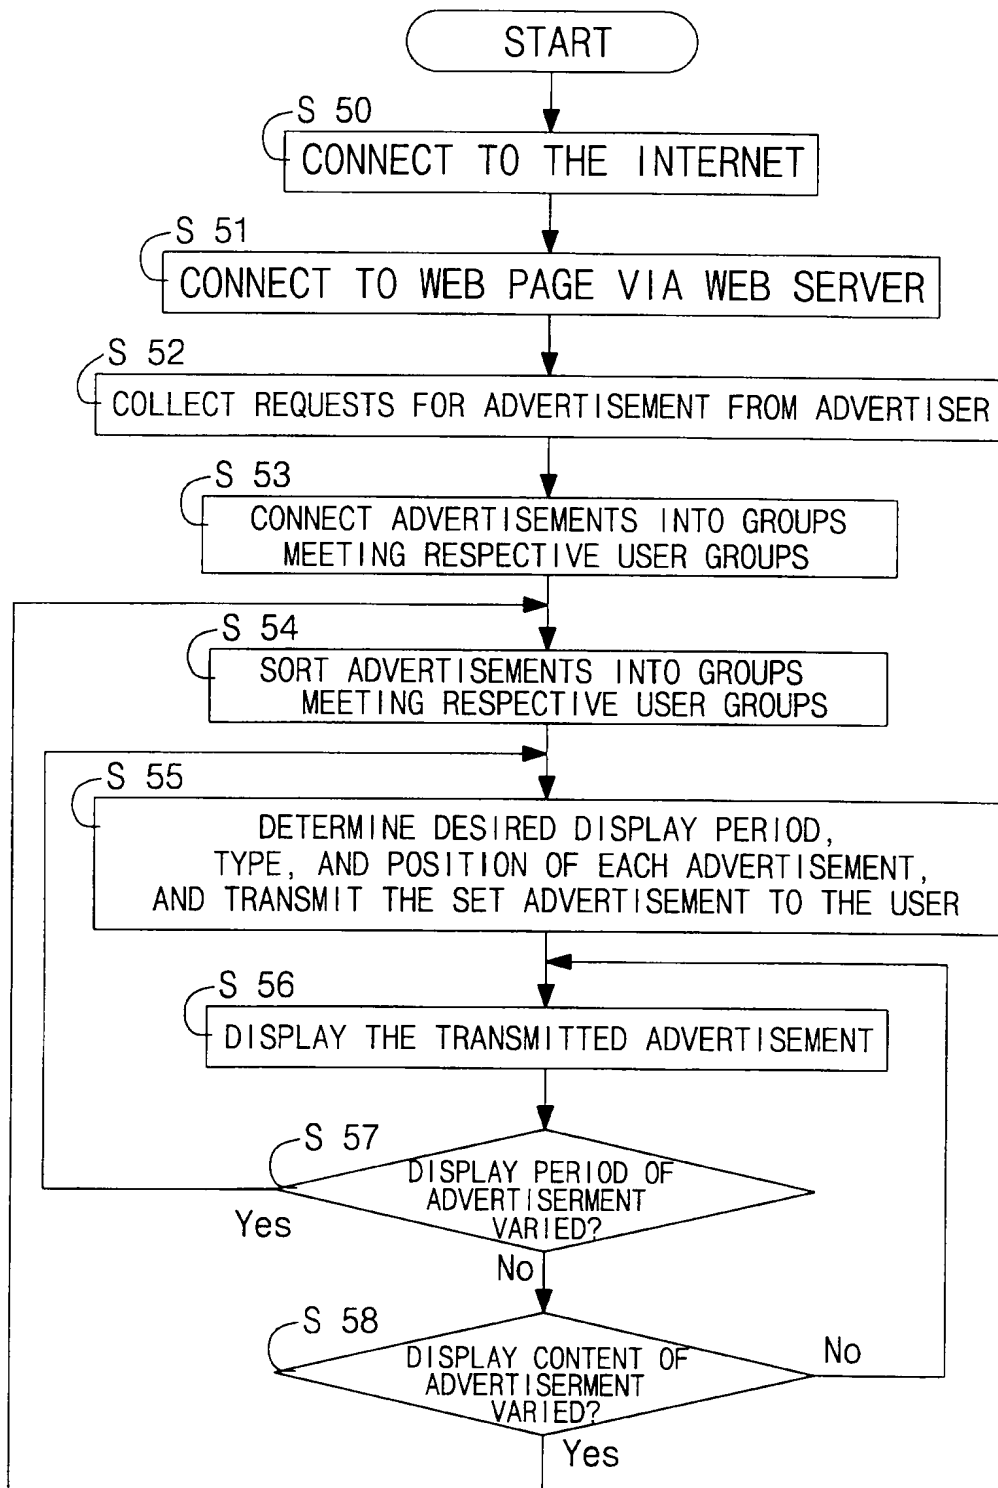 START
S 50
CONNECT TO THE INTERNET
S 51
CONNECT TO WEB PAGE VIA WEB SERVER
S 52
COLLECT REQUESTS FOR ADVERTISEMENT FROM ADVERTISER
S 53
CONNECT ADVERTISEMENTS INTO GROUPS
MEETING RESPECTIVE USER GROUPS
S 54
SORT ADVERTISEMENTS INTO GROUPS
MEETING RESPECTIVE USER GROUPS
S 55
DETERMINE DESIRED DISPLAY PERIOD,
TYPE, AND POSITION OF EACH ADVERTISEMENT,
AND TRANSMIT THE SET ADVERTISEMENT TO THE USER
S 56
DISPLAY THE TRANSMITTED ADVERTISEMENT
S 57
DISPLAY PERIOD OF
ADVERTISERMENT
VARIED?
Yes
No
S 58
DISPLAY CONTENT OF
ADVERTISERMENT
VARIED?
No
Yes